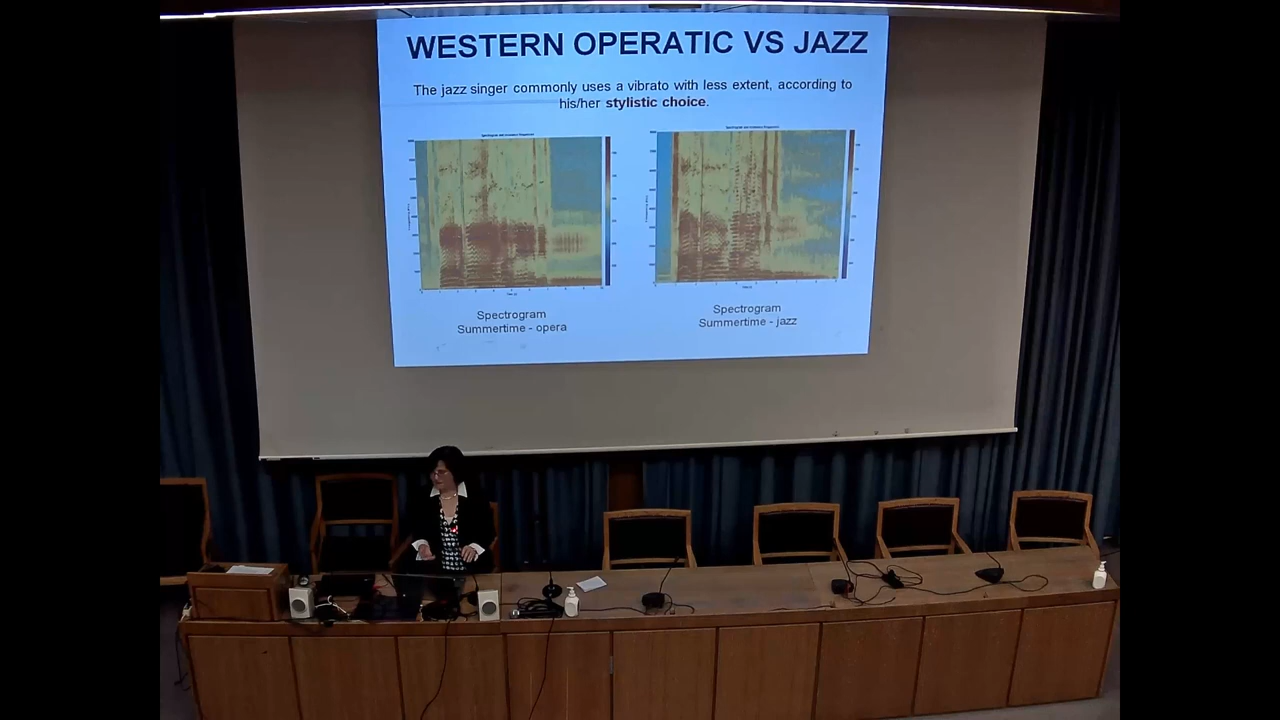 WESTERN OPERATIC VS JAZZ
The jazz singer commonly uses a vibrato with less extent, according to
his/her stylistic choice.
Spectrogram
Summertime - opera
Spectrogram
Summertime - jazz